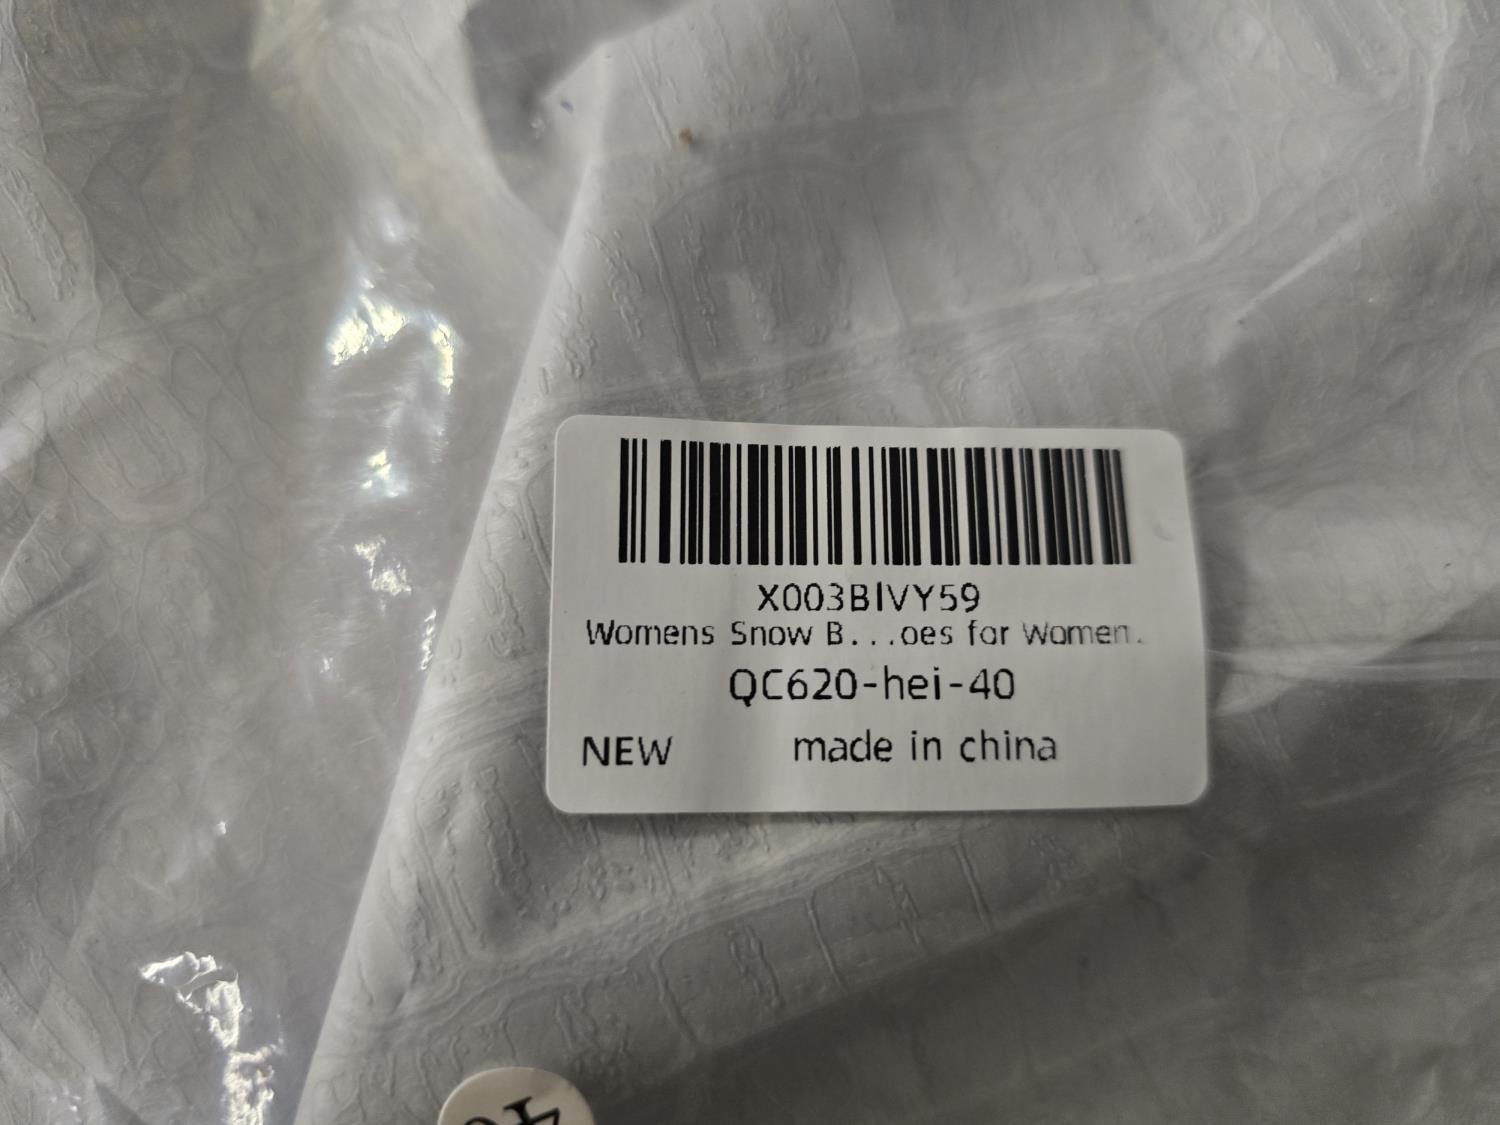 X003BIVY59
Womens Snow B...oes for Women.
QC620-hei-40
NEW made in china